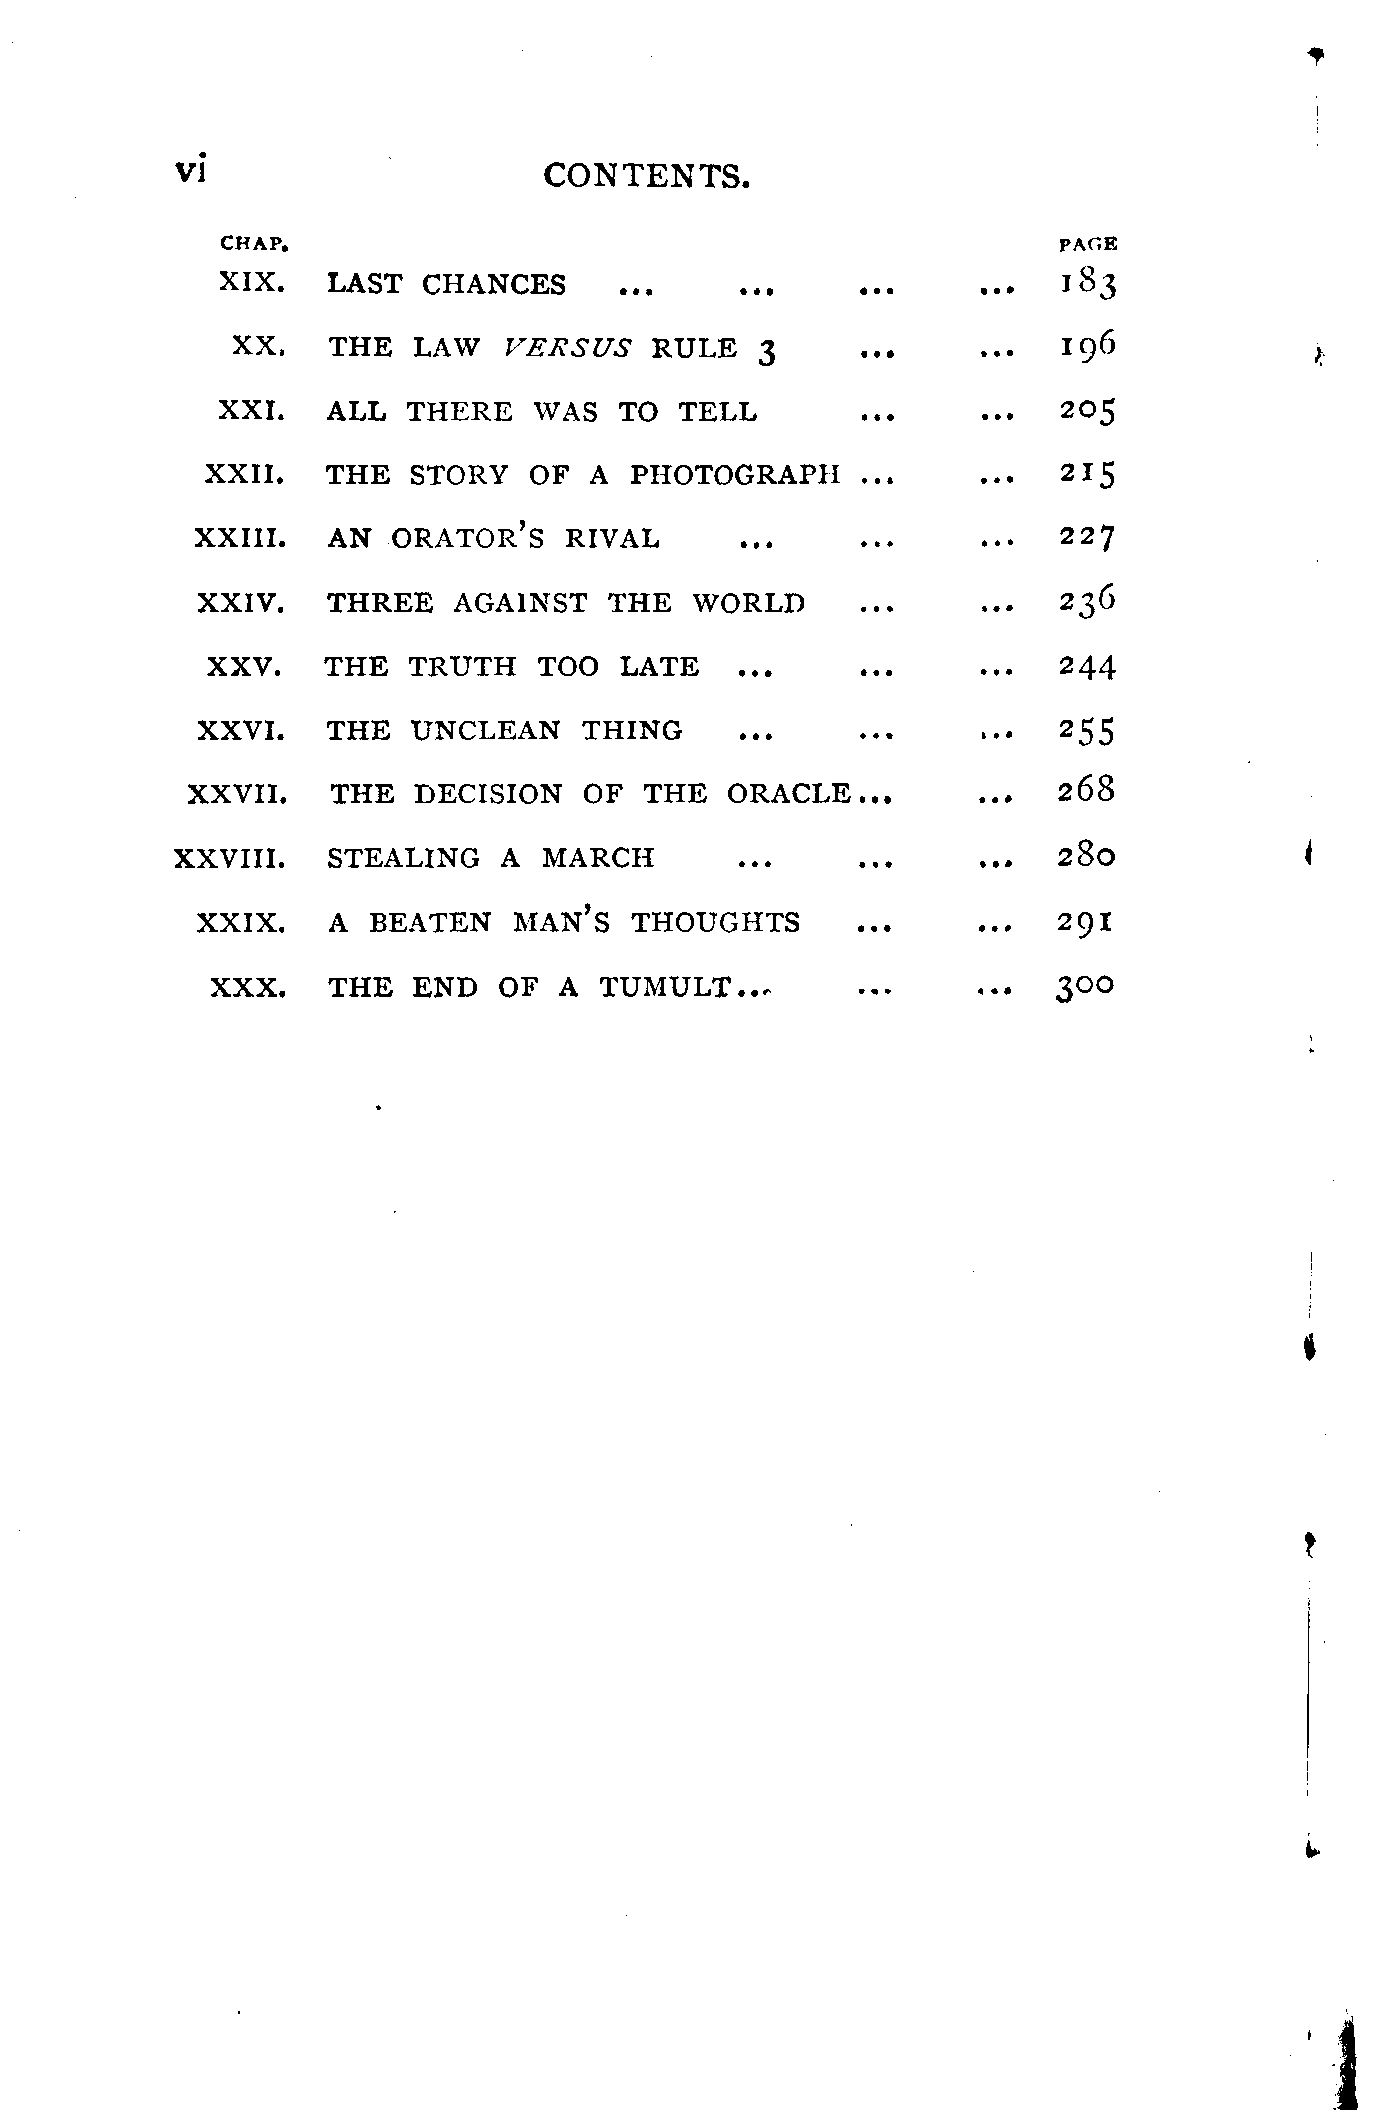 vi CONTENTS.
CHAP. PAGE
XIX. LAST CHANCES ... ... ... ... 183
XX. THE LAW VERSUS RULE 3 ... ... 196
XXI. ALL THERE WAS TO TELL ... ... 205
XXII. THE STORY OF A PHOTOGRAPH ... ... 215
XXIII. AN ORATOR'S RIVAL ... ... ... 227
XXIV. THREE AGAINST THE WORLD ... ... 236
XXV. THE TRUTH TOO LATE ... ... ... 244
XXVI. THE UNCLEAN THING ... ... ... 255
XXVII. THE DECISION OF THE ORACLE... ... 268
XXVIII. STEALING A MARCH ... ... ... 280
XXIX. A BEATEN MAN'S THOUGHTS ... ... 291
XXX. THE END OF A TUMULT... ... ... 300